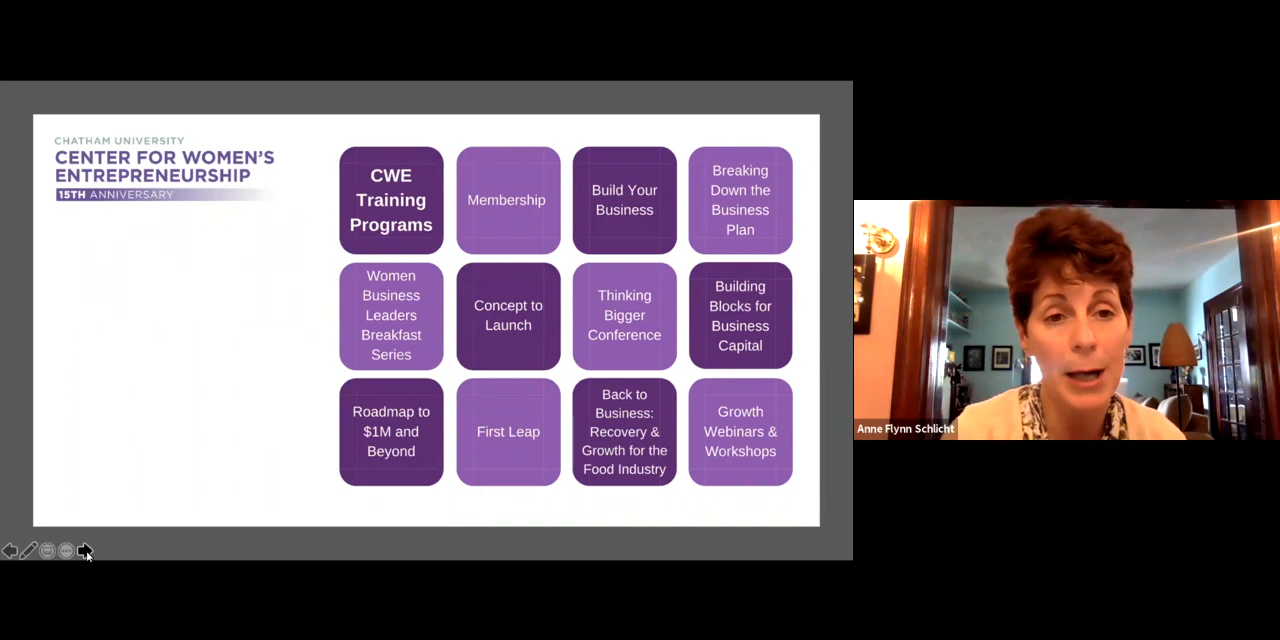 CHATHAM UNIVERSITY
CENTER FOR WOMEN'S
ENTREPRENEURSHIP
15TH ANNIVERSARY
CWE
Training
Programs
Membership
Build Your
Business
Breaking
Down the
Business
Plan
Women
Business
Leaders
Breakfast
Series
Concept to
Launch
Thinking
Bigger
Conference
Building
Blocks for
Business
Capital
Roadmap to
$1M and
Beyond
First Leap
Back to
Business:
Recovery &
Growth for the
Food Industry
Growth
Webinars &
Workshops
Anne Flynn Schlicht